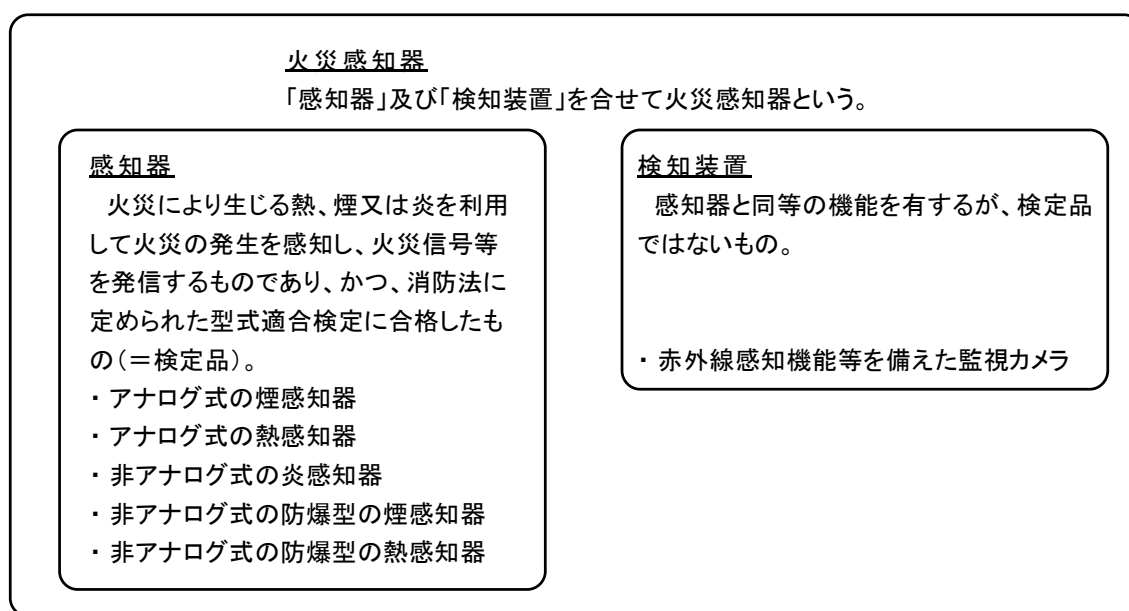 火災感知器
「感知器」及び「検知装置」を合せて火災感知器という。
感知器
火災により生じる熱、煙又は炎を利用
して火災の発生を感知し、火災信号等
を発信するものであり、かつ、消防法に
定められた型式適合検定に合格したも
の（＝検定品）。
・ アナログ式の煙感知器
・ アナログ式の熱感知器
・ 非アナログ式の炎感知器
・ 非アナログ式の防爆型の煙感知器
・ 非アナログ式の防爆型の熱感知器
検知装置
感知器と同等の機能を有するが、検定品
ではないもの。
・ 赤外線感知機能等を備えた監視カメラ